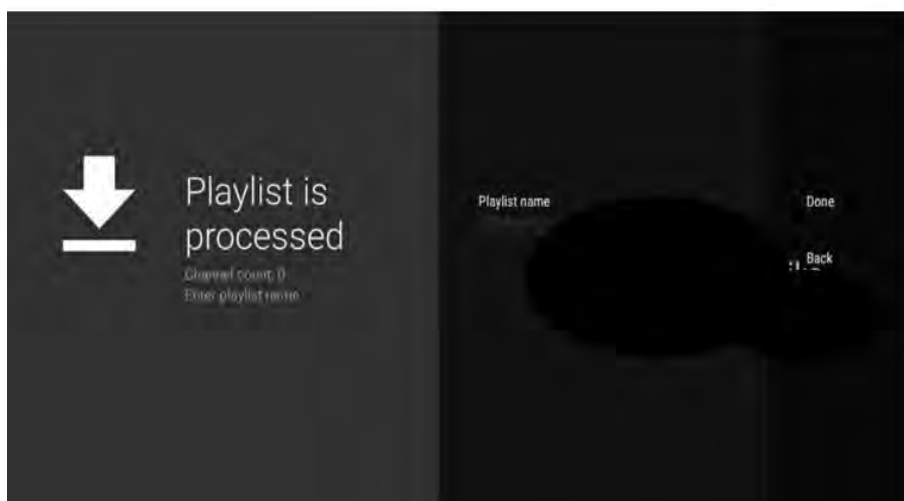 Playlist is
processed
Channel count: 0
Enter playlist name
Playlist name
Done
Back